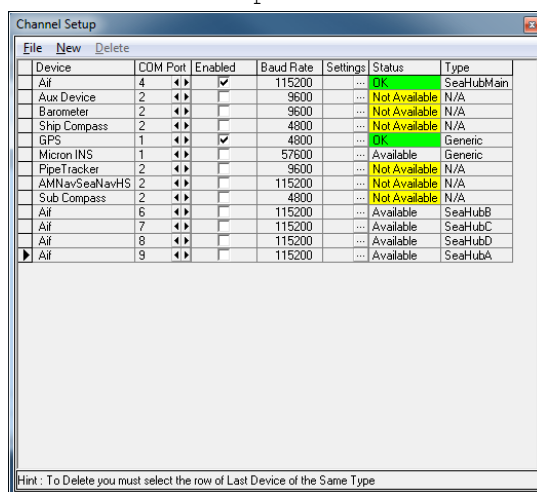 Channel Setup
File New Delete
Device COM Port Enabled Baud Rate Settings Status Type
Aif 4 115200 ... OK SeaHubMain
Aux Device 2 9600 ... Not Available N/A
Barometer 2 9600 ... Not Available N/A
Ship Compass 2 4800 ... Not Available N/A
GPS 1 4800 ... OK Generic
Micron INS 1 57600 ... Available Generic
PipeTracker 2 9600 ... Not Available N/A
AMNavSeaNavHS 2 115200 ... Not Available N/A
Sub Compass 2 4800 ... Not Available N/A
Aif 6 115200 ... Available SeaHubB
Aif 7 115200 ... Available SeaHubC
Aif 8 115200 ... Available SeaHubD
Aif 9 115200 ... Available SeaHubA
Hint : To Delete you must select the row of Last Device of the Same Type